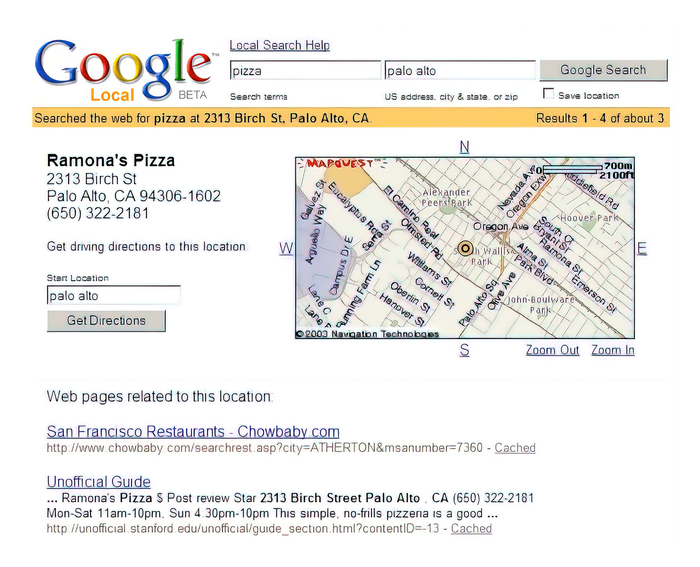 Google™
Local
BETA
Local Search Help
pizza
palo alto
Google Search
Search terms
US address, city & state, or zip
Save location
Searched the web for pizza at 2313 Birch St, Palo Alto, CA.
Results 1 - 4 of about 3
Ramona's Pizza
2313 Birch St
Palo Alto, CA 94306-1602
(650) 322-2181
Get driving directions to this location:
Start Location
palo alto
Get Directions
N
W
E
S
MAPQUEST
0
700m
2100ft
Galvez St
Eucalyptus Rd
El Camino Real
Alexander
Peers Park
Nevada Av
Oregon Exw
Middlefield Rd
Hoover Park
Arguello Way
Campus Dr E
Serra St
Olmsted Rd
Oregon Ave
South Ct
Bryant St
Ramona St
Park
Williams St
Alma St
Park Blvd
Emerson St
Lane C
Running Farm Ln
Cornell St
Oberlin St
Hanover St
Palo Alto Sq
Olive Ave
John-Boulware
Park
©2003 Navigation Technologies
Zoom Out
Zoom In
Web pages related to this location:
San Francisco Restaurants - Chowbaby.com
http://www.chowbaby.com/searchrest.asp?city=ATHERTON&msanumber=7360 - Cached
Unofficial Guide
... Ramona's Pizza $ Post review Star 2313 Birch Street Palo Alto , CA (650) 322-2181
Mon-Sat 11am-10pm, Sun 4:30pm-10pm This simple, no-frills pizzeria is a good ...
http://unofficial.stanford.edu/unofficial/guide_section.html?contentID=-13 - Cached